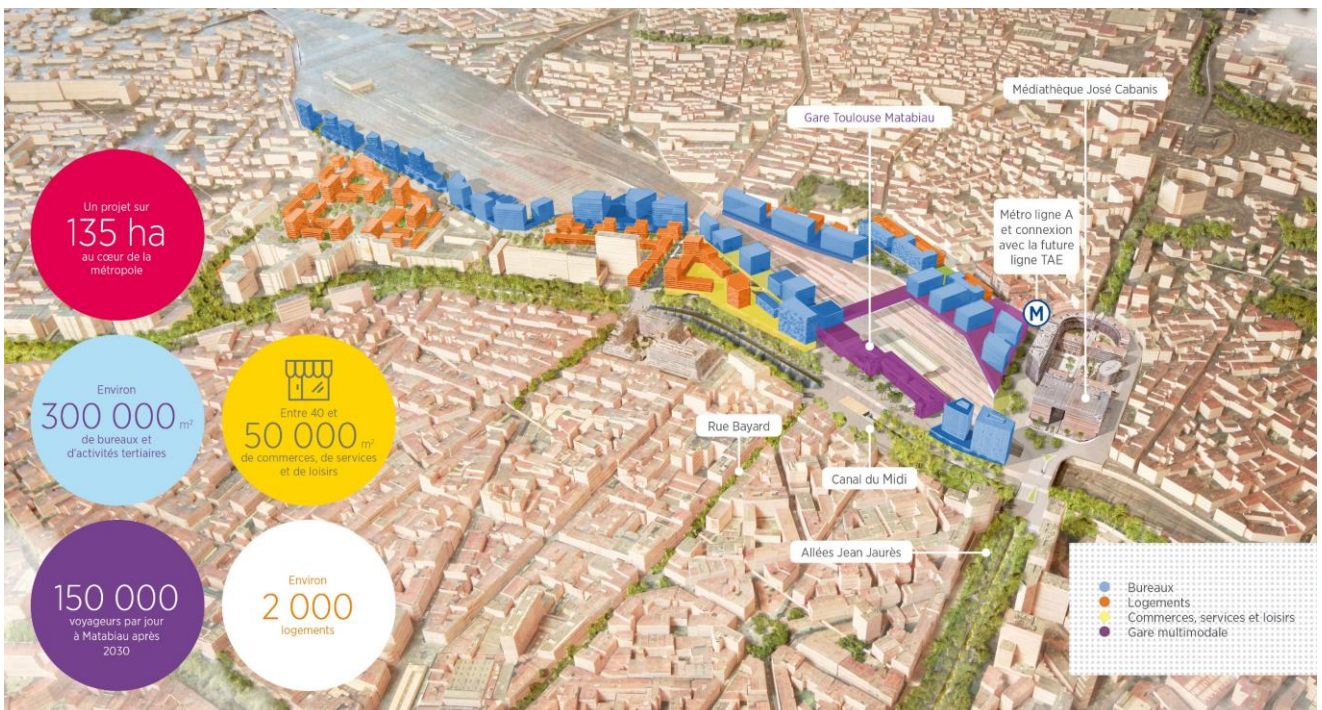 Médiathèque José Cabanis
Gare Toulouse Matabiau
Un projet sur
135 ha
au cœur de la
métropole
Métro ligne A
et connexion
avec la future
ligne TAE
M
Environ
300 000 m²
de bureaux et
d'activités tertiaires
Entre 40 et
50 000 m²
de commerces, de services
et de loisirs
Rue Bayard
Canal du Midi
Allées Jean Jaurès
150 000
voyageurs par jour
à Matabiau après
2030
Environ
2 000
logements
Bureaux
Logements
Commerces, services et loisirs
Gare multimodale